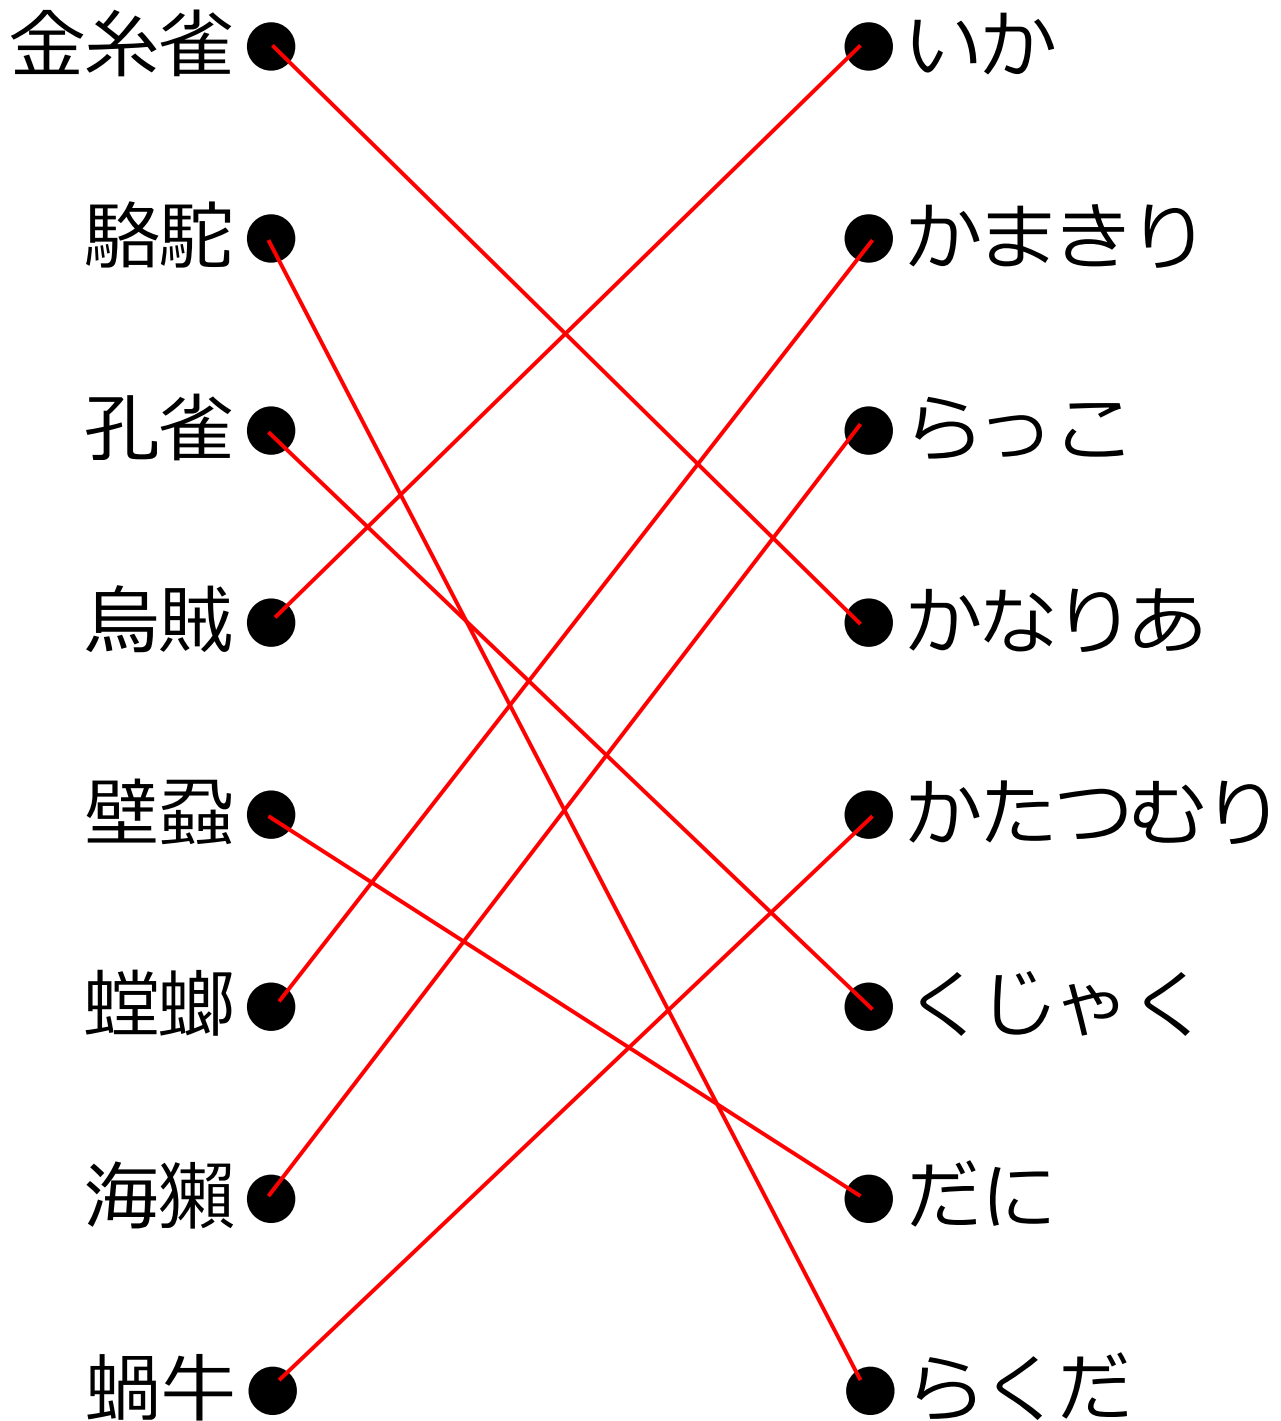 金糸雀 いか
駱駝 かまきり
孔雀 らっこ
烏賊 かなりあ
壁蝨 かたつむり
螳螂 くじゃく
海獺 だに
蝸牛 らくだ